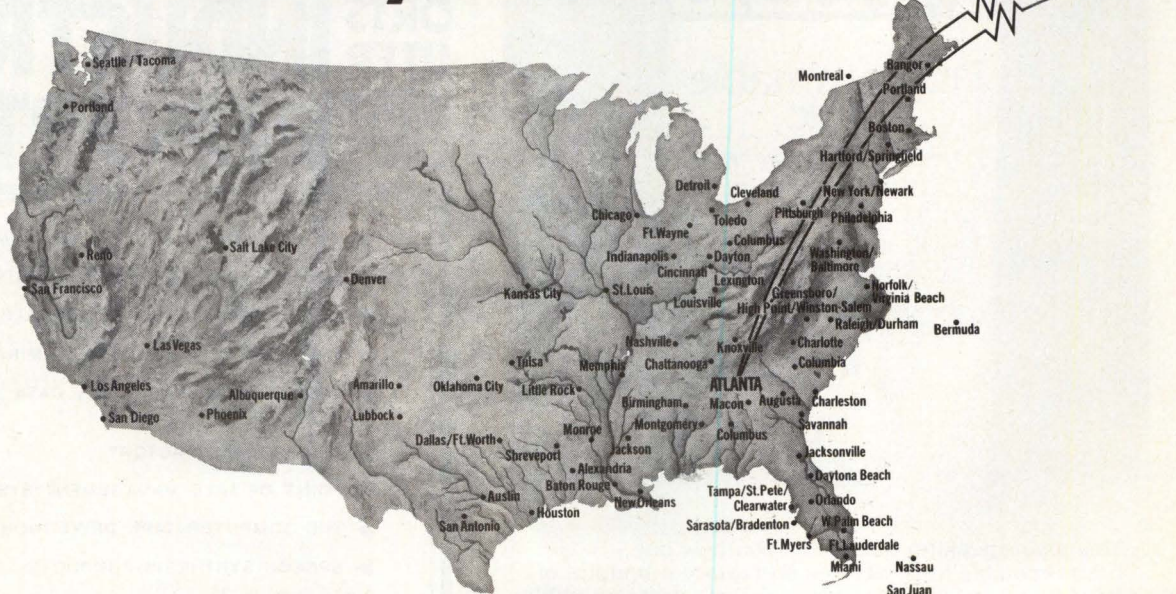 Seattle / Tacoma
Portland
Montreal
Bangor
Portland
Boston
Hartford/Springfield
Detroit
Cleveland
New York/Newark
Chicago
Toledo
Pittsburgh
Philadelphia
Ft.Wayne
Salt Lake City
Columbus
Reno
Indianapolis
Dayton
Washington/
Baltimore
Cincinnati
Denver
Lexington
San Francisco
Kansas City
St.Louis
Louisville
Greensboro/
High Point/Winston-Salem
Norfolk/
Virginia Beach
Raleigh/Durham
Bermuda
Las Vegas
Nashville
Knoxville
Charlotte
Tulsa
Memphis
Chattanooga
Columbia
Los Angeles
Albuquerque
Amarillo
Oklahoma City
Little Rock
ATLANTA
San Diego
Phoenix
Lubbock
Birmingham
Macon
Augusta
Charleston
Monroe
Montgomery
Savannah
Dallas/Ft.Worth
Shreveport
Jackson
Columbus
Jacksonville
Alexandria
Daytona Beach
Baton Rouge
Austin
New Orleans
Tampa/St.Pete/
Clearwater
Orlando
San Antonio
Houston
Sarasota/Bradenton
W.Palm Beach
Ft.Myers
Ft.Lauderdale
Miami
Nassau
San Juan